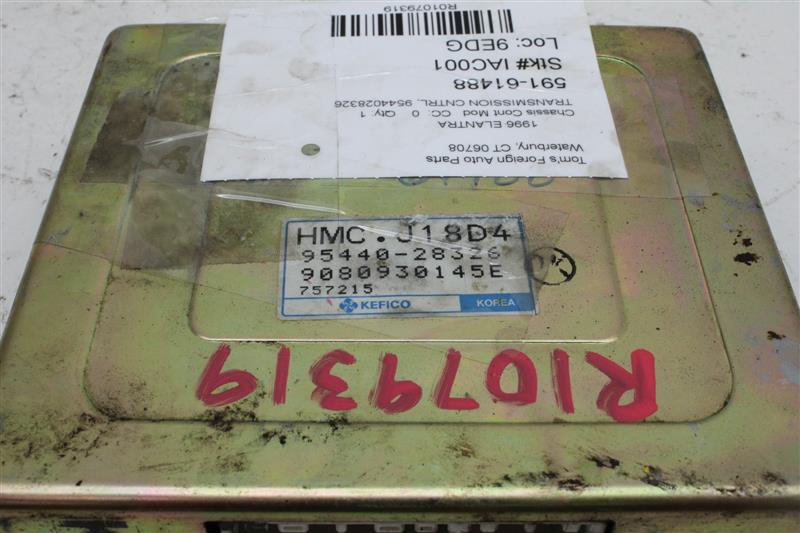 Tom's Foreign Auto Parts
Waterbury, CT 06708
1996 ELANTRA
Chassis Cont Mod CC: 0 Qty: 1
TRANSMISSION CNTRL, 9544028326
591-61488
Stk# IAC001
Loc: 9EDG
R01079319
HMC • J18D4
95440-28326
9080930145E
757215
KEFICO KOREA
R1079319